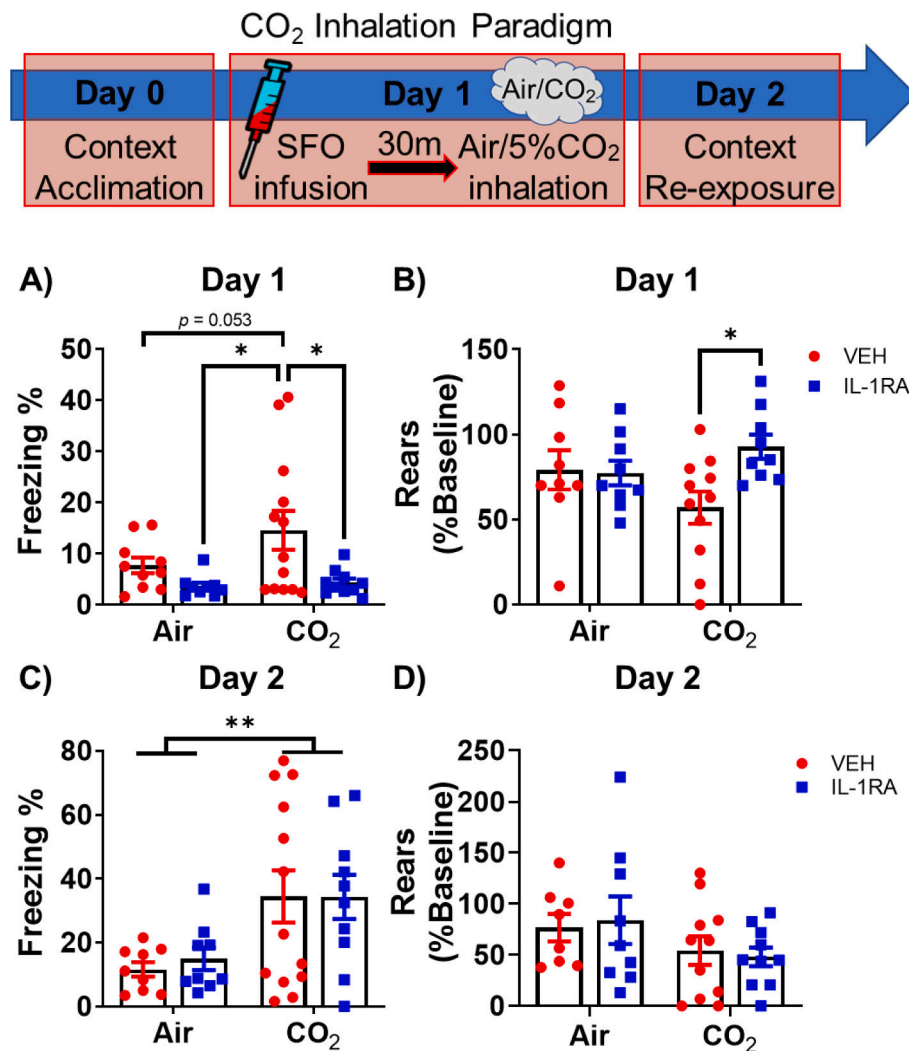 CO₂ Inhalation Paradigm
Day 0
Day 1
Air/CO₂
Day 2
Context
Acclimation
SFO
infusion
30m
Air/5%CO₂
inhalation
Context
Re-exposure
A)
Day 1
p = 0.053
*
*
Freezing %
50
40
30
20
10
0
Air
CO₂
B)
Day 1
*
VEH
IL-1RA
Rears
(%Baseline)
150
100
50
0
Air
CO₂
C)
Day 2
**
Freezing %
80
60
40
20
0
Air
CO₂
D)
Day 2
VEH
IL-1RA
Rears
(%Baseline)
250
200
150
100
50
0
Air
CO₂